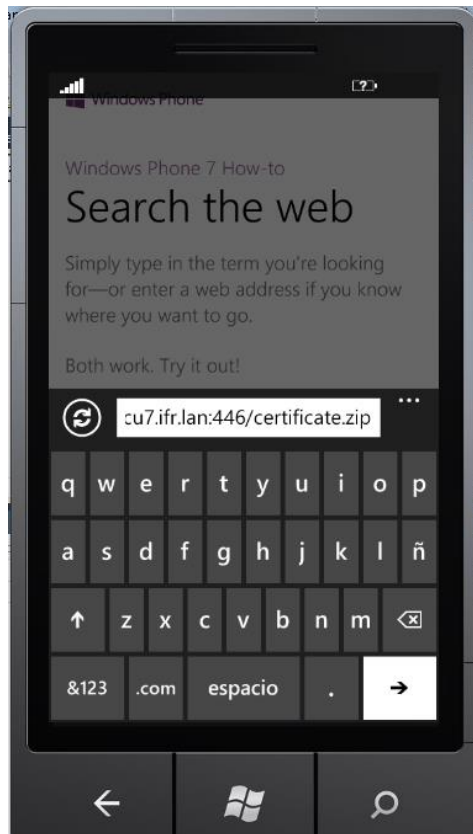 Windows Phone
Windows Phone 7 How-to
Search the web
Simply type in the term you're looking
for—or enter a web address if you know
where you want to go.
Both work. Try it out!
cu7.ifr.lan:446/certificate.zip
q w e r t y u i o p
a s d f g h j k l ñ
z x c v b n m
&123 .com espacio .